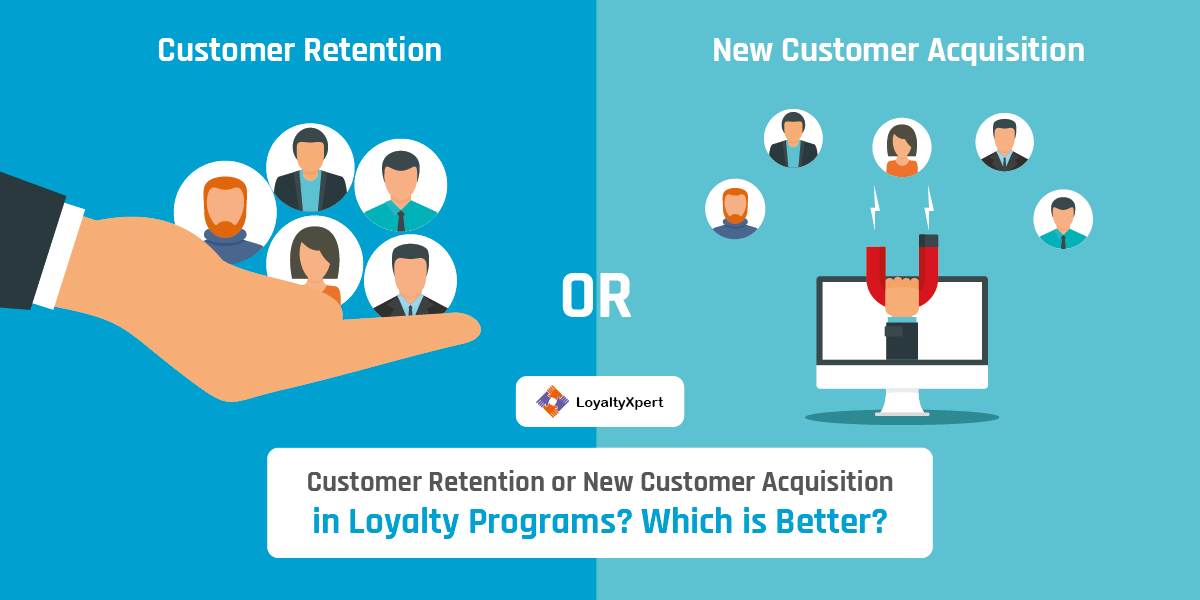 Customer Retention
New Customer Acquisition
OR
LoyaltyXpert
Customer Retention or New Customer Acquisition
in Loyalty Programs? Which is Better?